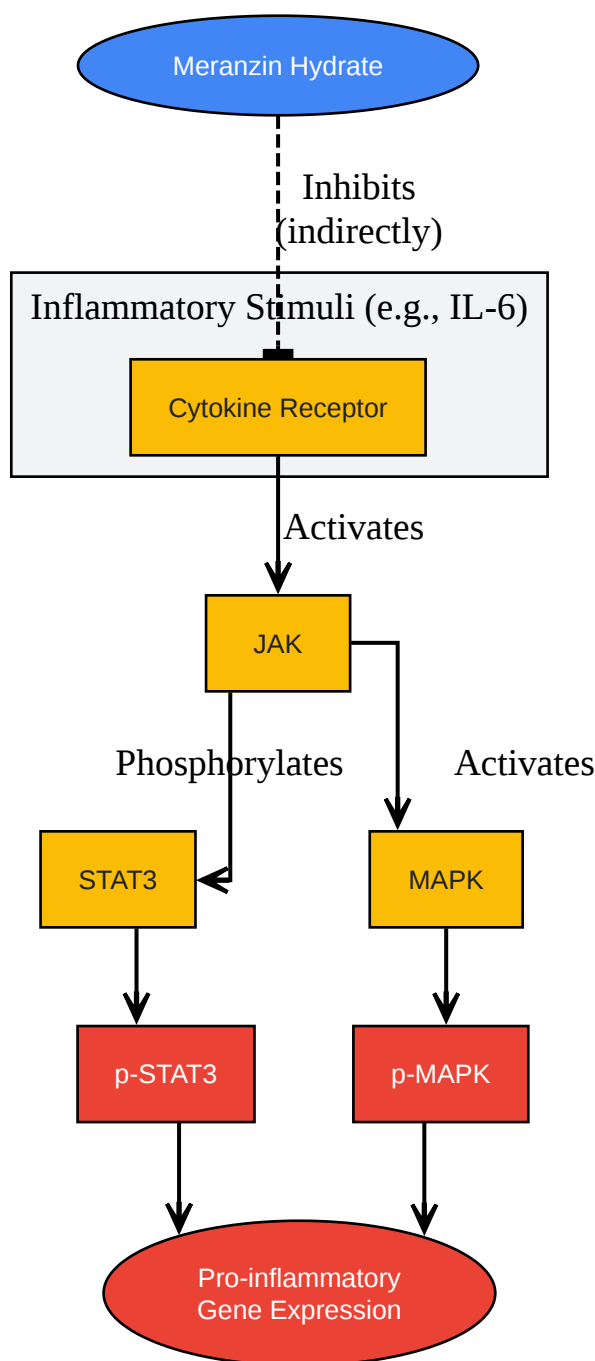 Meranzin Hydrate
Inhibits
(indirectly)
Inflammatory Stimuli (e.g., IL-6)
Cytokine Receptor
Activates
JAK
Phosphorylates
Activates
STAT3
MAPK
p-STAT3
p-MAPK
Pro-inflammatory
Gene Expression